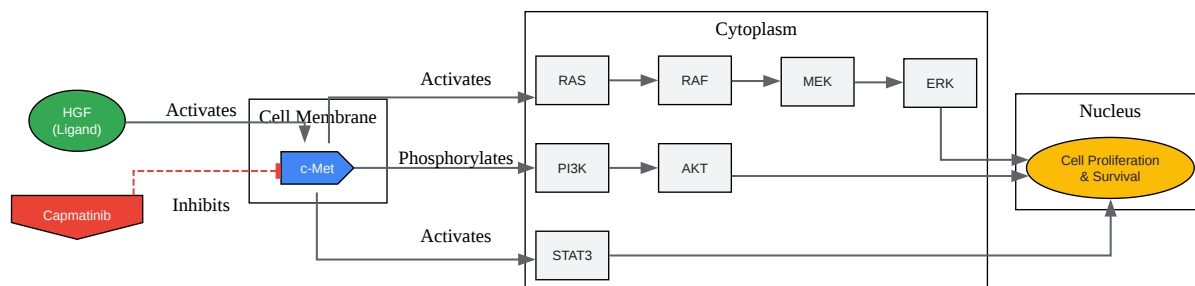 Cytoplasm
Activates
RAS
RAF
MEK
ERK
HGF
(Ligand)
Activates
Cell Membrane
Nucleus
c-Met
Phosphorylates
PI3K
AKT
Cell Proliferation
& Survival
Capmatinib
Inhibits
Activates
STAT3